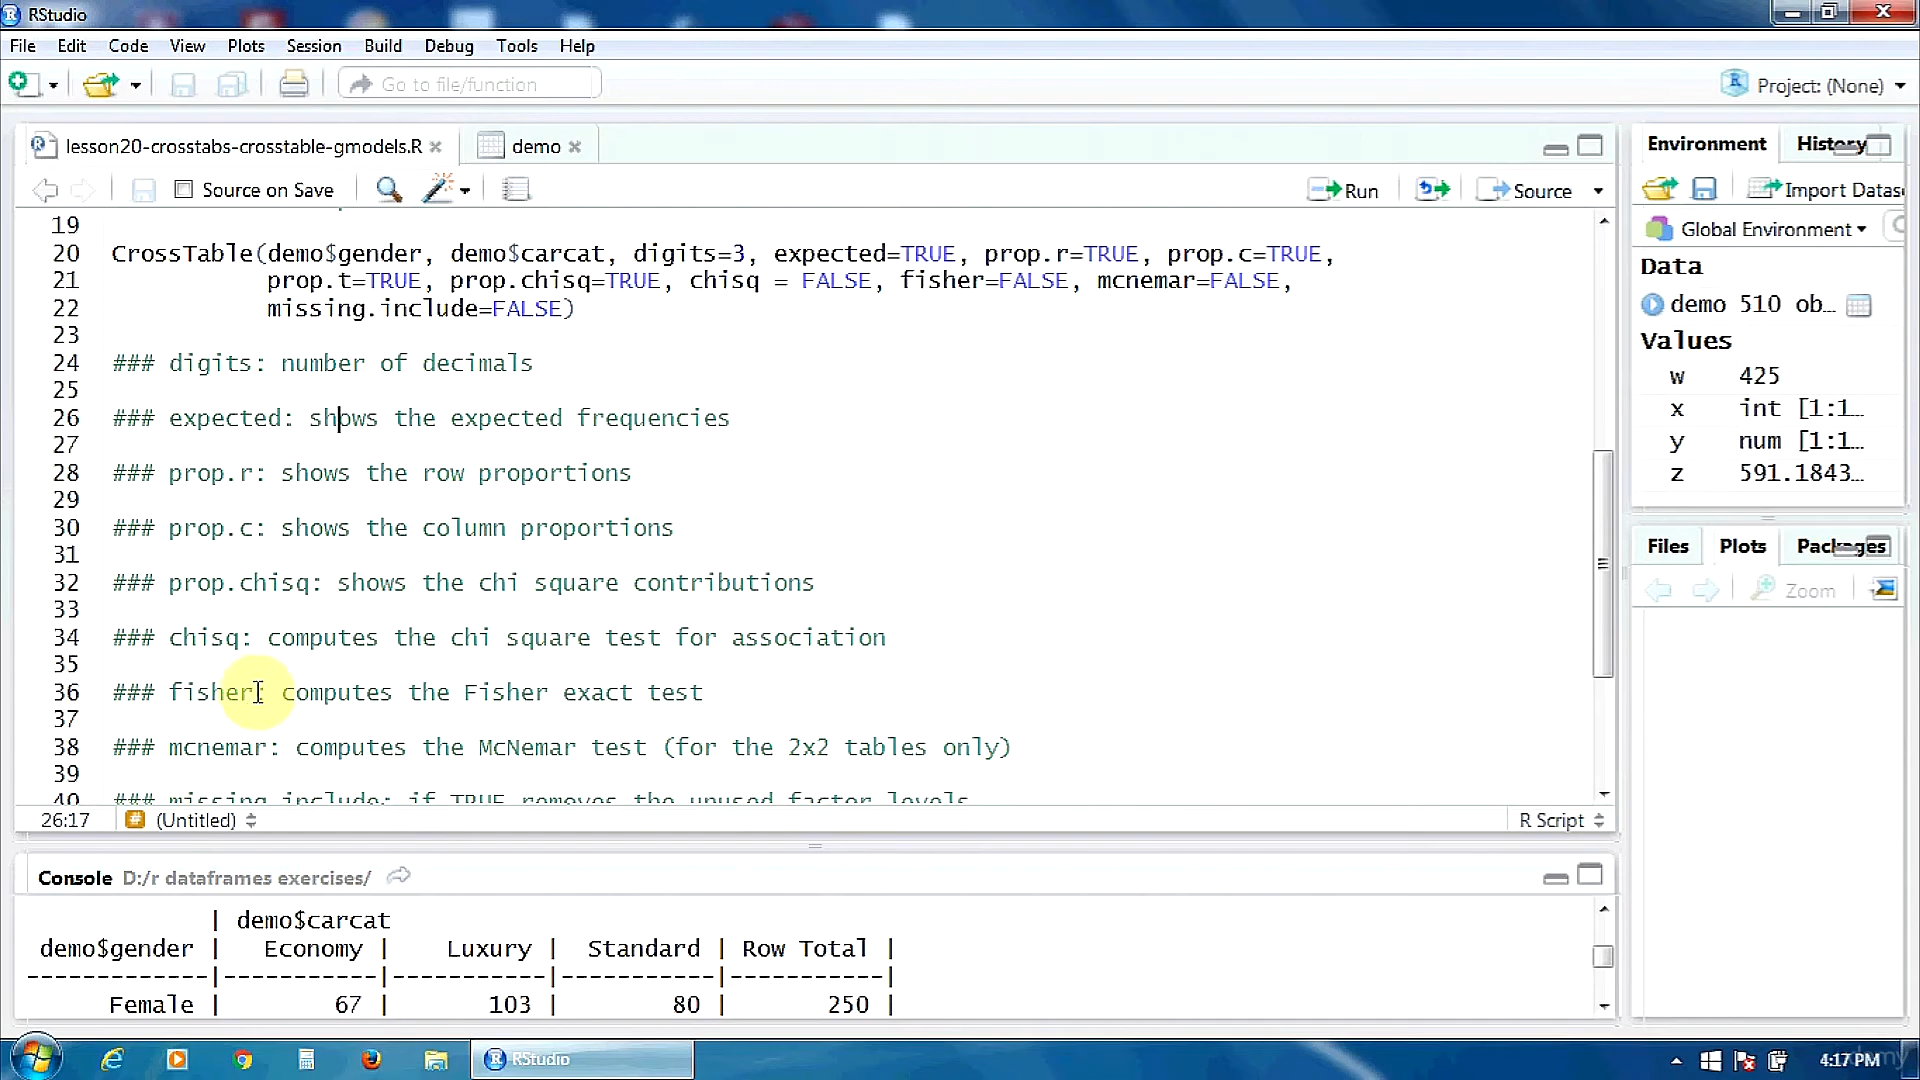 RStudio
File Edit Code View Plots Session Build Debug Tools Help
Go to file/function
Project: (None)
lesson20-crosstabs-crosstable-gmodels.R demo
Source on Save Run Source
19
20 CrossTable(demo$gender, demo$carcat, digits=3, expected=TRUE, prop.r=TRUE, prop.c=TRUE,
21 prop.t=TRUE, prop.chisq=TRUE, chisq = FALSE, fisher=FALSE, mcnemar=FALSE,
22 missing.include=FALSE)
23
24 ### digits: number of decimals
25
26 ### expected: shows the expected frequencies
27
28 ### prop.r: shows the row proportions
29
30 ### prop.c: shows the column proportions
31
32 ### prop.chisq: shows the chi square contributions
33
34 ### chisq: computes the chi square test for association
35
36 ### fisher: computes the Fisher exact test
37
38 ### mcnemar: computes the McNemar test (for the 2x2 tables only)
39
40 ### missing.include: if TRUE removes the unused factor levels
26:17 (Untitled) R Script
Console D:/r dataframes exercises/
| demo$carcat
demo$gender | Economy | Luxury | Standard | Row Total |
-------------|-----------|-----------|-----------|-----------|
Female | 67 | 103 | 80 | 250 |
Environment History
Import Datas
Global Environment
Data
demo 510 ob...
Values
w 425
x int [1:1...
y num [1:1...
z 591.1843...
Files Plots Packages
Zoom
RStudio
4:17 PM